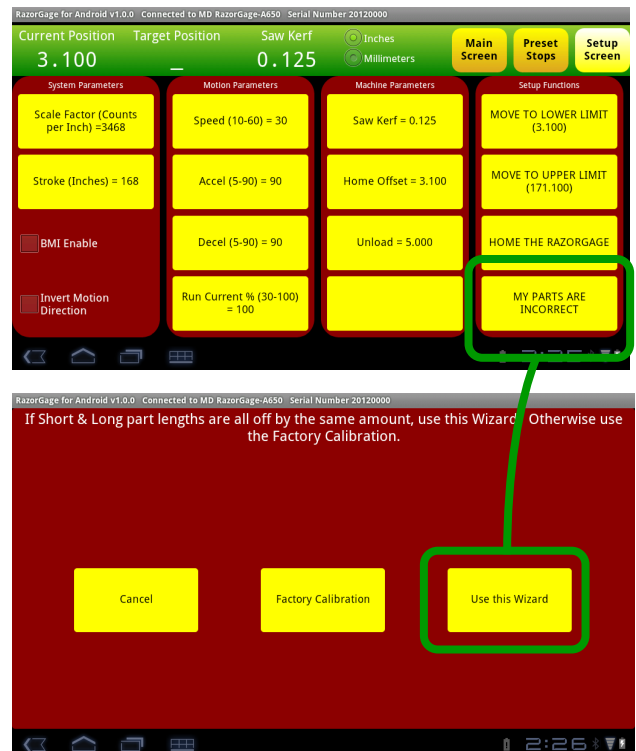 RazorGage for Android v1.0.0 Connected to MD RazorGage-A650 Serial Number 20120000
Current Position Target Position Saw Kerf
3.100 _ 0.125
Inches
Millimeters
Main
Screen
Preset
Stops
Setup
Screen
System Parameters
Scale Factor (Counts
per Inch) =3468
Stroke (Inches) = 168
BMI Enable
Invert Motion
Direction
Motion Parameters
Speed (10-60) = 30
Accel (5-90) = 90
Decel (5-90) = 90
Run Current % (30-100)
= 100
Machine Parameters
Saw Kerf = 0.125
Home Offset = 3.100
Unload = 5.000
Setup Functions
MOVE TO LOWER LIMIT
(3.100)
MOVE TO UPPER LIMIT
(171.100)
HOME THE RAZORGAGE
MY PARTS ARE
INCORRECT
2:26
RazorGage for Android v1.0.0 Connected to MD RazorGage-A650 Serial Number 20120000
If Short & Long part lengths are all off by the same amount, use this Wizard. Otherwise use
the Factory Calibration.
Cancel
Factory Calibration
Use this Wizard
2:26